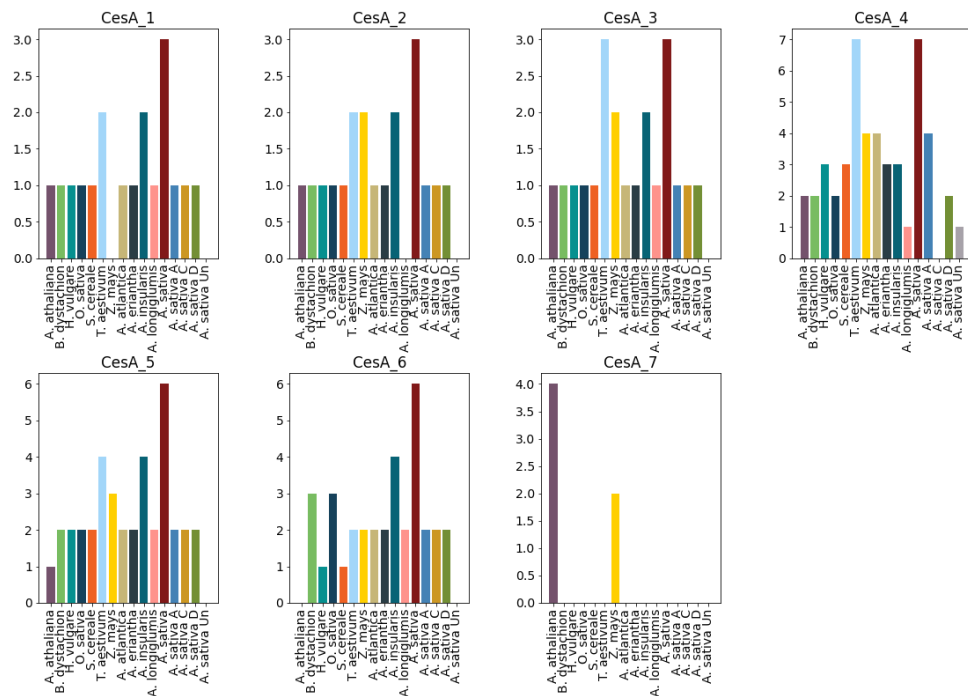 CesA_1
3.0
2.5
2.0
1.5
1.0
0.5
0.0
A. athaliana
B. dystachion
H. vulgare
O. sativa
S. cereale
T. aestivum
Z. mays
A. atlantica
A. eriantha
A. insularis
A. longiglumis
A. sativa
A. sativa A
A. sativa C
A. sativa D
A. sativa Un
CesA_2
3.0
2.5
2.0
1.5
1.0
0.5
0.0
A. athaliana
B. dystachion
H. vulgare
O. sativa
S. cereale
T. aestivum
Z. mays
A. atlantica
A. eriantha
A. insularis
A. longiglumis
A. sativa
A. sativa A
A. sativa C
A. sativa D
A. sativa Un
CesA_3
3.0
2.5
2.0
1.5
1.0
0.5
0.0
A. athaliana
B. dystachion
H. vulgare
O. sativa
S. cereale
T. aestivum
Z. mays
A. atlantica
A. eriantha
A. insularis
A. longiglumis
A. sativa
A. sativa A
A. sativa C
A. sativa D
A. sativa Un
CesA_4
7
6
5
4
3
2
1
0
A. athaliana
B. dystachion
H. vulgare
O. sativa
S. cereale
T. aestivum
Z. mays
A. atlantica
A. eriantha
A. insularis
A. longiglumis
A. sativa
A. sativa A
A. sativa C
A. sativa D
A. sativa Un
CesA_5
6
5
4
3
2
1
0
A. athaliana
B. dystachion
H. vulgare
O. sativa
S. cereale
T. aestivum
Z. mays
A. atlantica
A. eriantha
A. insularis
A. longiglumis
A. sativa
A. sativa A
A. sativa C
A. sativa D
A. sativa Un
CesA_6
6
5
4
3
2
1
0
A. athaliana
B. dystachion
H. vulgare
O. sativa
S. cereale
T. aestivum
Z. mays
A. atlantica
A. eriantha
A. insularis
A. longiglumis
A. sativa
A. sativa A
A. sativa C
A. sativa D
A. sativa Un
CesA_7
4.0
3.5
3.0
2.5
2.0
1.5
1.0
0.5
0.0
A. athaliana
B. dystachion
H. vulgare
O. sativa
S. cereale
T. aestivum
Z. mays
A. atlantica
A. eriantha
A. insularis
A. longiglumis
A. sativa
A. sativa A
A. sativa C
A. sativa D
A. sativa Un